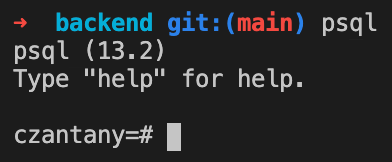 ➜  backend git:(main) psql
psql (13.2)
Type "help" for help.

czantany=#